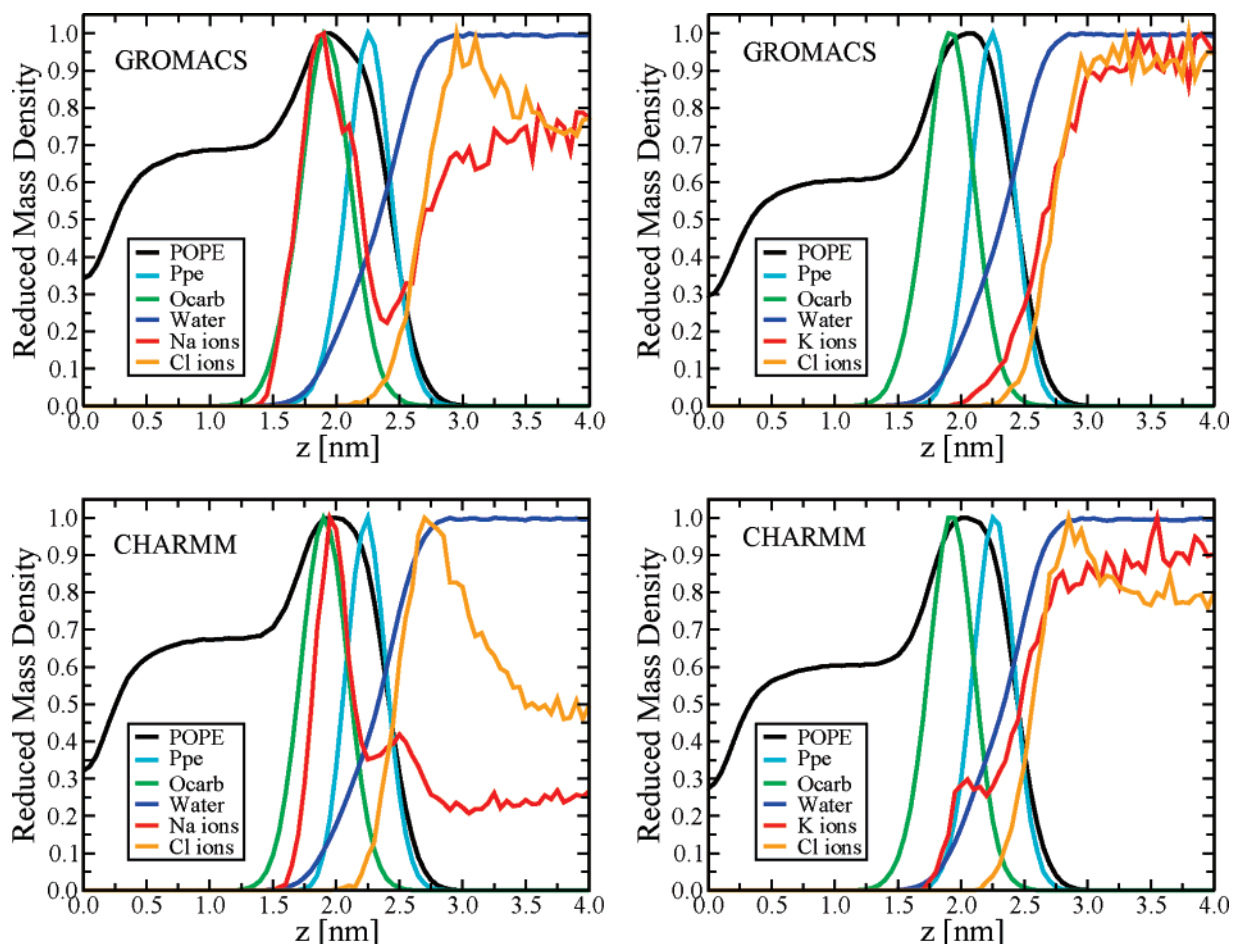 GROMACS
Reduced Mass Density
1.0
0.9
0.8
0.7
0.6
0.5
0.4
0.3
0.2
0.1
0.0
POPE
Ppe
Ocarb
Water
Na ions
Cl ions
0.0 0.5 1.0 1.5 2.0 2.5 3.0 3.5 4.0
z [nm]
GROMACS
Reduced Mass Density
1.0
0.9
0.8
0.7
0.6
0.5
0.4
0.3
0.2
0.1
0.0
POPE
Ppe
Ocarb
Water
K ions
Cl ions
0.0 0.5 1.0 1.5 2.0 2.5 3.0 3.5 4.0
z [nm]
CHARMM
Reduced Mass Density
1.0
0.9
0.8
0.7
0.6
0.5
0.4
0.3
0.2
0.1
0.0
POPE
Ppe
Ocarb
Water
Na ions
Cl ions
0.0 0.5 1.0 1.5 2.0 2.5 3.0 3.5 4.0
z [nm]
CHARMM
Reduced Mass Density
1.0
0.9
0.8
0.7
0.6
0.5
0.4
0.3
0.2
0.1
0.0
POPE
Ppe
Ocarb
Water
K ions
Cl ions
0.0 0.5 1.0 1.5 2.0 2.5 3.0 3.5 4.0
z [nm]